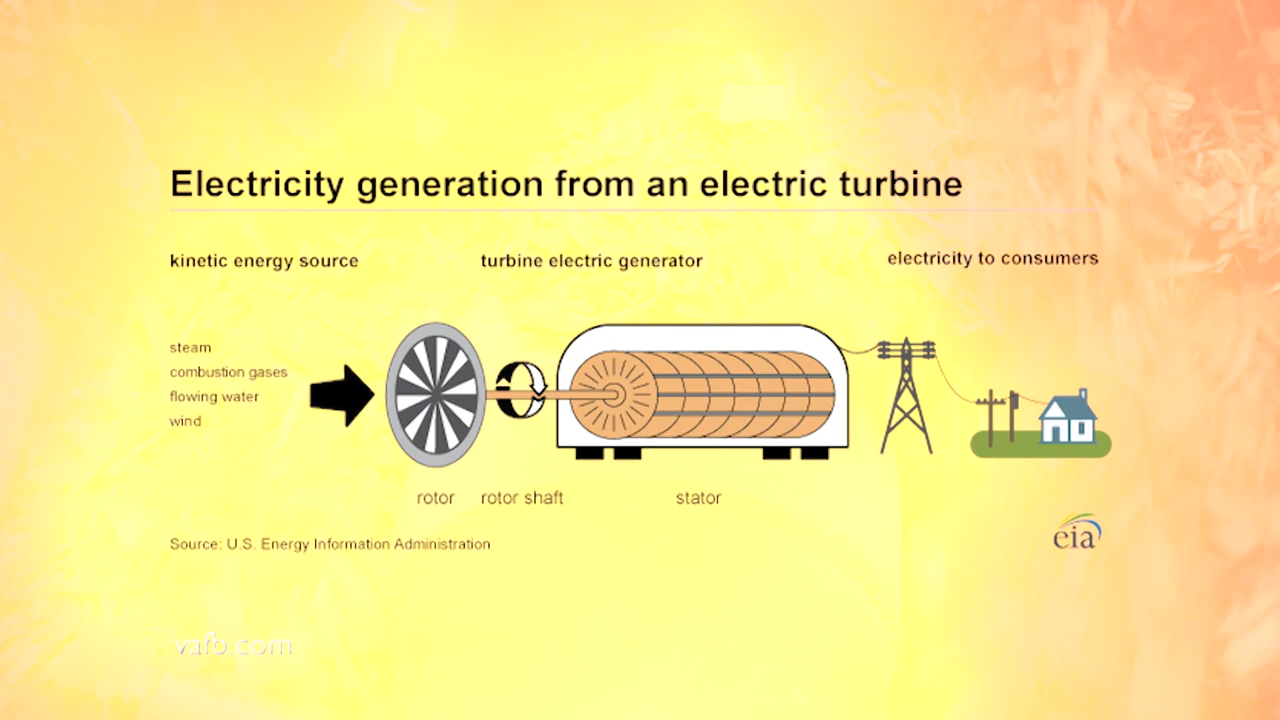 Electricity generation from an electric turbine
kinetic energy source
turbine electric generator
electricity to consumers
steam
combustion gases
flowing water
wind
rotor
rotor shaft
stator
Source: U.S. Energy Information Administration
eia
vafb.com